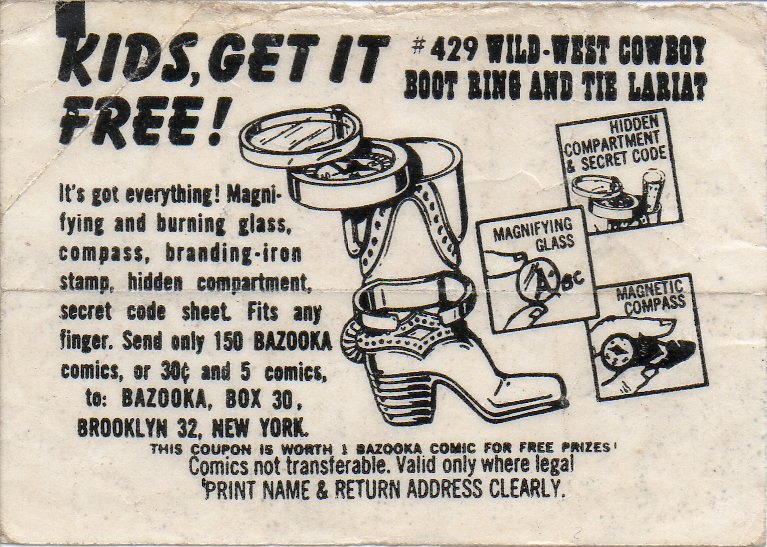 KIDS, GET IT
FREE!
#429 WILD-WEST COWBOY
BOOT RING AND TIE LARIAT
It's got everything! Magni-
fying and burning glass,
compass, branding-iron
stamp, hidden compartment,
secret code sheet. Fits any
finger. Send only 150 BAZOOKA
comics, or 30¢ and 5 comics,
to: BAZOOKA, BOX 30,
BROOKLYN 32, NEW YORK.
HIDDEN
COMPARTMENT
& SECRET CODE
MAGNIFYING
GLASS
A BC
MAGNETIC
COMPASS
THIS COUPON IS WORTH 1 BAZOOKA COMIC FOR FREE PRIZES!
Comics not transferable. Valid only where legal
PRINT NAME & RETURN ADDRESS CLEARLY.